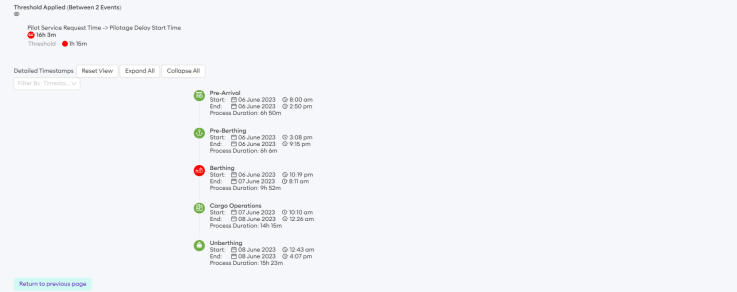 Threshold Applied (Between 2 Events)
Pilot Service Request Time -> Pilotage Delay Start Time
16h 3m
Threshold 1h 15m
Detailed Timestamps Reset View Expand All Collapse All
Filter By: Timesta...
Pre-Arrival
Start: 06 June 2023 8:00 am
End: 06 June 2023 2:50 pm
Process Duration: 6h 50m
Pre-Berthing
Start: 06 June 2023 3:08 pm
End: 06 June 2023 9:15 pm
Process Duration: 6h 6m
Berthing
Start: 06 June 2023 10:19 pm
End: 07 June 2023 8:11 am
Process Duration: 9h 52m
Cargo Operations
Start: 07 June 2023 10:10 am
End: 08 June 2023 12:26 am
Process Duration: 14h 15m
Unberthing
Start: 08 June 2023 12:43 am
End: 08 June 2023 4:07 pm
Process Duration: 15h 23m
Return to previous page